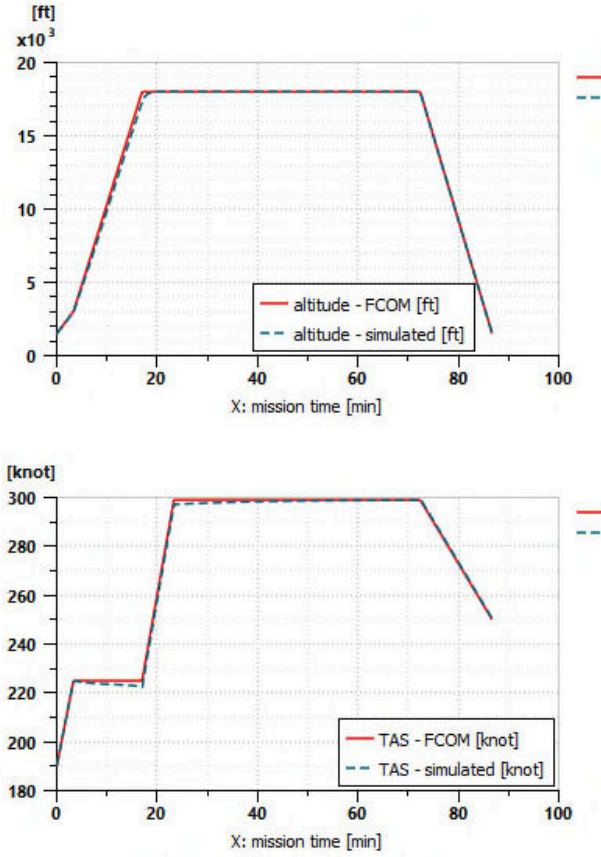 [ft]
x10 3
20
15
10
5
0
altitude - FCOM [ft]
altitude - simulated [ft]
0 20 40 60 80 100
X: mission time [min]
[knot]
300
280
260
240
220
200
180
TAS - FCOM [knot]
TAS - simulated [knot]
0 20 40 60 80 100
X: mission time [min]